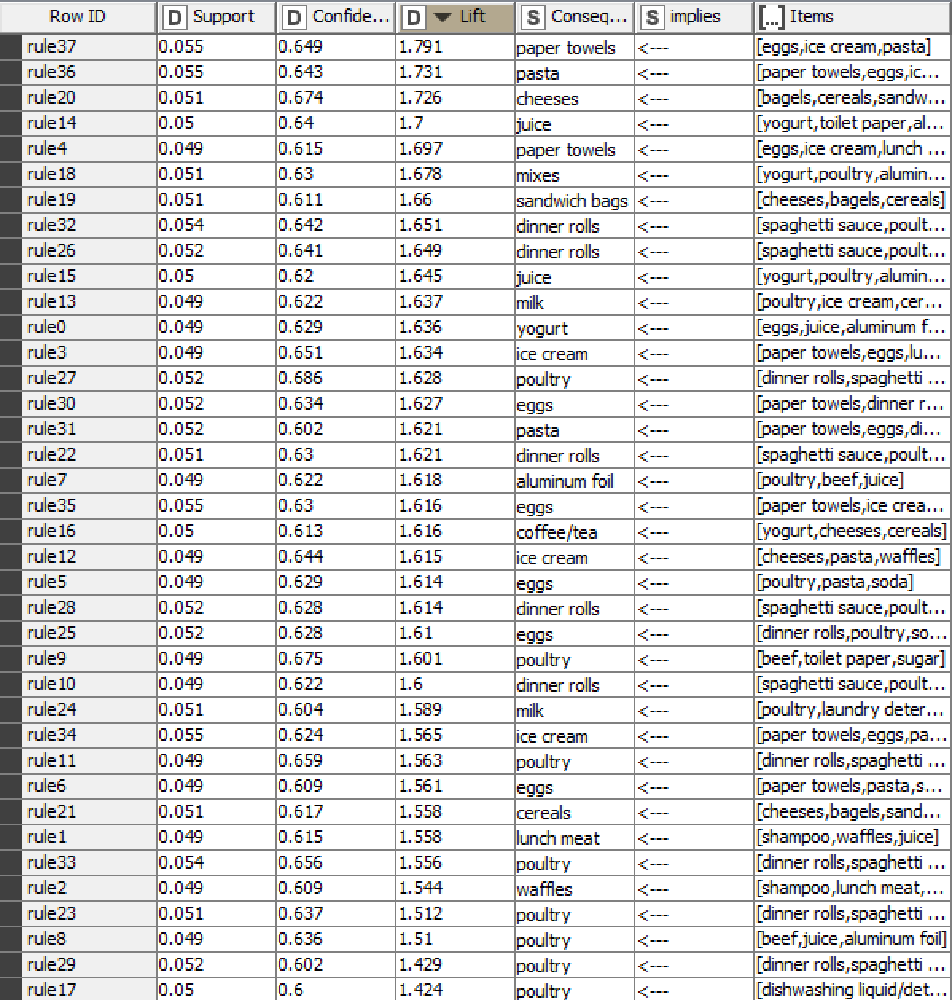 Row ID D Support D Confide... D Lift S Conseq... S implies [...] Items
rule37 0.055 0.649 1.791 paper towels <--- [eggs,ice cream,pasta]
rule36 0.055 0.643 1.731 pasta <--- [paper towels,eggs,ic...
rule20 0.051 0.674 1.726 cheeses <--- [bagels,cereals,sandw...
rule14 0.05 0.64 1.7 juice <--- [yogurt,toilet paper,al...
rule4 0.049 0.615 1.697 paper towels <--- [eggs,ice cream,lunch ...
rule18 0.051 0.63 1.678 mixes <--- [yogurt,poultry,alumin...
rule19 0.051 0.611 1.66 sandwich bags <--- [cheeses,bagels,cereals]
rule32 0.054 0.642 1.651 dinner rolls <--- [spaghetti sauce,poult...
rule26 0.052 0.641 1.649 dinner rolls <--- [spaghetti sauce,poult...
rule15 0.05 0.62 1.645 juice <--- [yogurt,poultry,alumin...
rule13 0.049 0.622 1.637 milk <--- [poultry,ice cream,cer...
rule0 0.049 0.629 1.636 yogurt <--- [eggs,juice,aluminum f...
rule3 0.049 0.651 1.634 ice cream <--- [paper towels,eggs,lu...
rule27 0.052 0.686 1.628 poultry <--- [dinner rolls,spaghetti ...
rule30 0.052 0.634 1.627 eggs <--- [paper towels,dinner r...
rule31 0.052 0.602 1.621 pasta <--- [paper towels,eggs,di...
rule22 0.051 0.63 1.621 dinner rolls <--- [spaghetti sauce,poult...
rule7 0.049 0.622 1.618 aluminum foil <--- [poultry,beef,juice]
rule35 0.055 0.63 1.616 eggs <--- [paper towels,ice crea...
rule16 0.05 0.613 1.616 coffee/tea <--- [yogurt,cheeses,cereals]
rule12 0.049 0.644 1.615 ice cream <--- [cheeses,pasta,waffles]
rule5 0.049 0.629 1.614 eggs <--- [poultry,pasta,soda]
rule28 0.052 0.628 1.614 dinner rolls <--- [spaghetti sauce,poult...
rule25 0.052 0.628 1.61 eggs <--- [dinner rolls,poultry,so...
rule9 0.049 0.675 1.601 poultry <--- [beef,toilet paper,sugar]
rule10 0.049 0.622 1.6 dinner rolls <--- [spaghetti sauce,poult...
rule24 0.051 0.604 1.589 milk <--- [poultry,laundry deter...
rule34 0.055 0.624 1.565 ice cream <--- [paper towels,eggs,pa...
rule11 0.049 0.659 1.563 poultry <--- [dinner rolls,spaghetti ...
rule6 0.049 0.609 1.561 eggs <--- [paper towels,pasta,s...
rule21 0.051 0.617 1.558 cereals <--- [cheeses,bagels,sand...
rule1 0.049 0.615 1.558 lunch meat <--- [shampoo,waffles,juice]
rule33 0.054 0.656 1.556 poultry <--- [dinner rolls,spaghetti ...
rule2 0.049 0.609 1.544 waffles <--- [shampoo,lunch meat,...
rule23 0.051 0.637 1.512 poultry <--- [dinner rolls,spaghetti ...
rule8 0.049 0.636 1.51 poultry <--- [beef,juice,aluminum foil]
rule29 0.052 0.602 1.429 poultry <--- [dinner rolls,spaghetti ...
rule17 0.05 0.6 1.424 poultry <--- [dishwashing liquid/det...